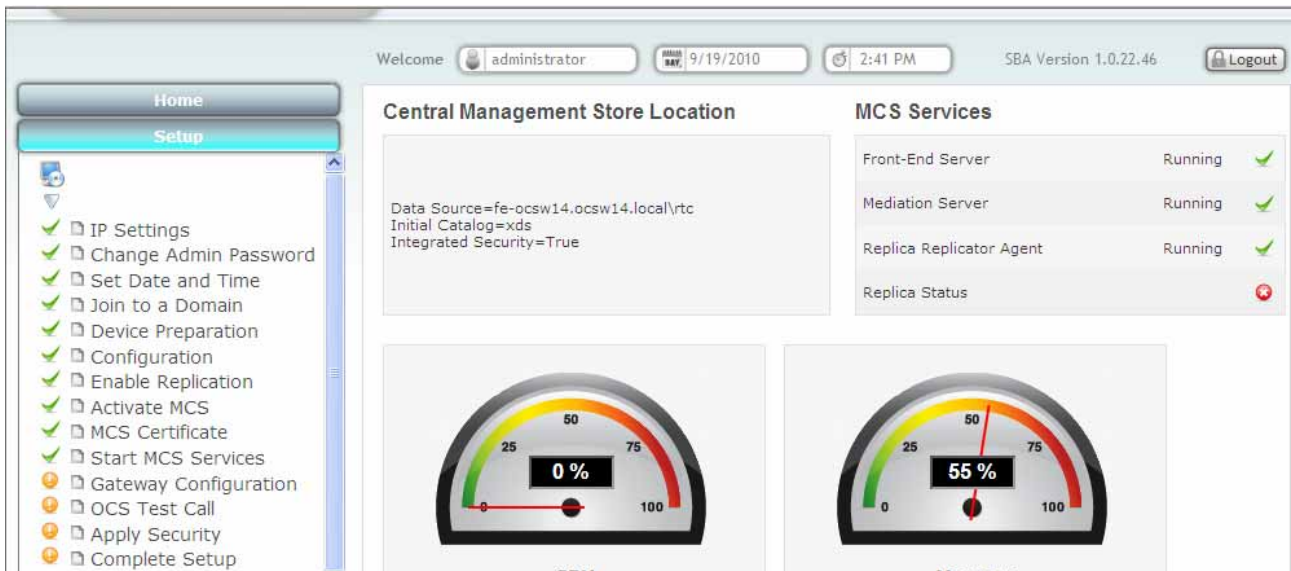 Welcome administrator 9/19/2010 2:41 PM SBA Version 1.0.22.46 Logout
Home
Setup
IP Settings
Change Admin Password
Set Date and Time
Join to a Domain
Device Preparation
Configuration
Enable Replication
Activate MCS
MCS Certificate
Start MCS Services
Gateway Configuration
OCS Test Call
Apply Security
Complete Setup
Central Management Store Location
Data Source=fe-ocsw14.ocsw14.local\rtc
Initial Catalog=xds
Integrated Security=True
MCS Services
Front-End Server Running
Mediation Server Running
Replica Replicator Agent Running
Replica Status
0 25 50 75 100
0 %
0 25 50 75 100
55 %